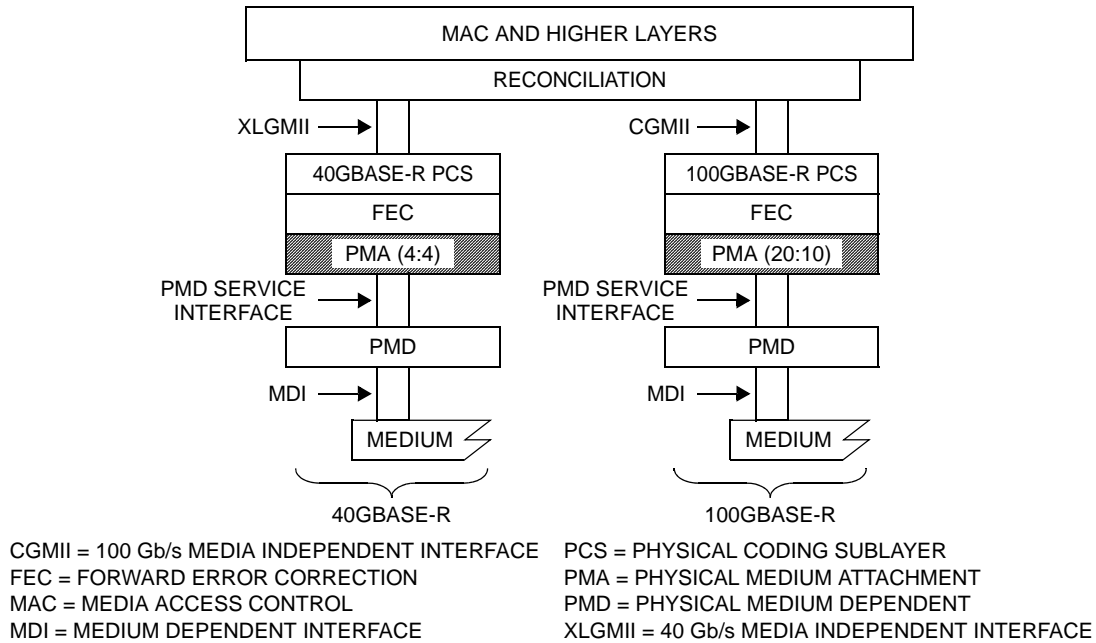 MAC AND HIGHER LAYERS
RECONCILIATION
XLGMII
CGMII
40GBASE-R PCS
100GBASE-R PCS
FEC
FEC
PMA (4:4)
PMA (20:10)
PMD SERVICE
INTERFACE
PMD SERVICE
INTERFACE
PMD
PMD
MDI
MDI
MEDIUM
MEDIUM
40GBASE-R
100GBASE-R
CGMII = 100 Gb/s MEDIA INDEPENDENT INTERFACE
FEC = FORWARD ERROR CORRECTION
MAC = MEDIA ACCESS CONTROL
MDI = MEDIUM DEPENDENT INTERFACE
PCS = PHYSICAL CODING SUBLAYER
PMA = PHYSICAL MEDIUM ATTACHMENT
PMD = PHYSICAL MEDIUM DEPENDENT
XLGMII = 40 Gb/s MEDIA INDEPENDENT INTERFACE